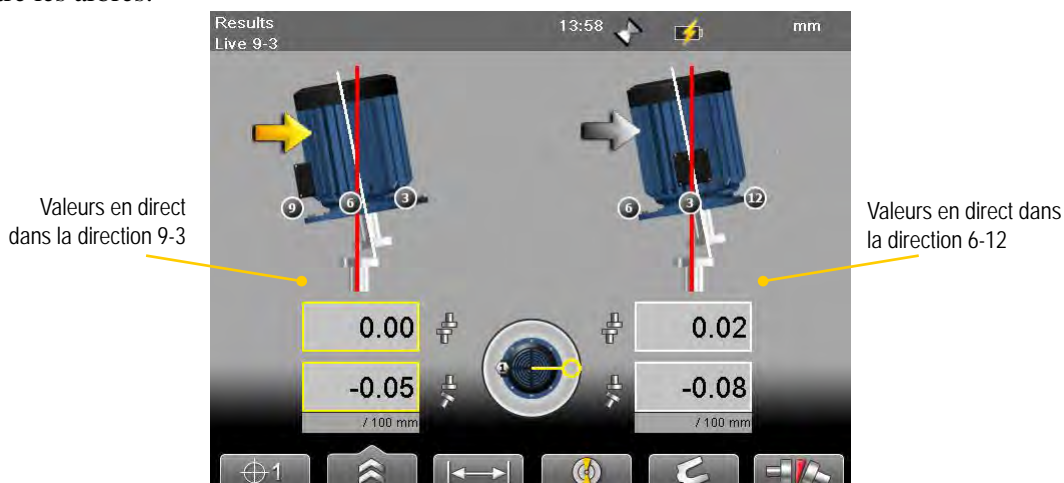 Results
Live 9-3
13:58
mm
9
6
3
6
3
12
Valeurs en direct
dans la direction 9-3
Valeurs en direct dans
la direction 6-12
0.00
0.02
-0.05
1
-0.08
/ 100 mm
/ 100 mm
1